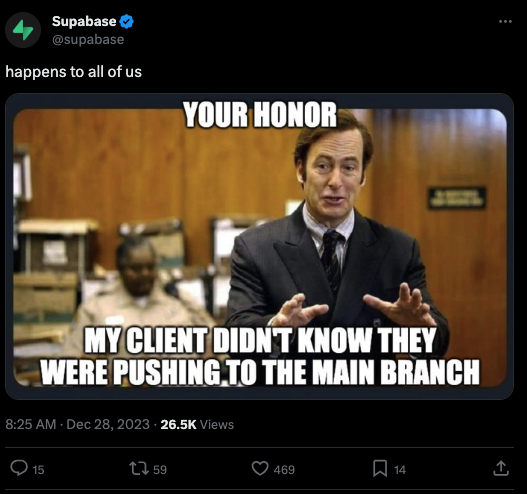 Supabase
@supabase
happens to all of us
YOUR HONOR
MY CLIENT DIDN'T KNOW THEY
WERE PUSHING TO THE MAIN BRANCH
8:25 AM · Dec 28, 2023 · 26.5K Views
15 59 469 14